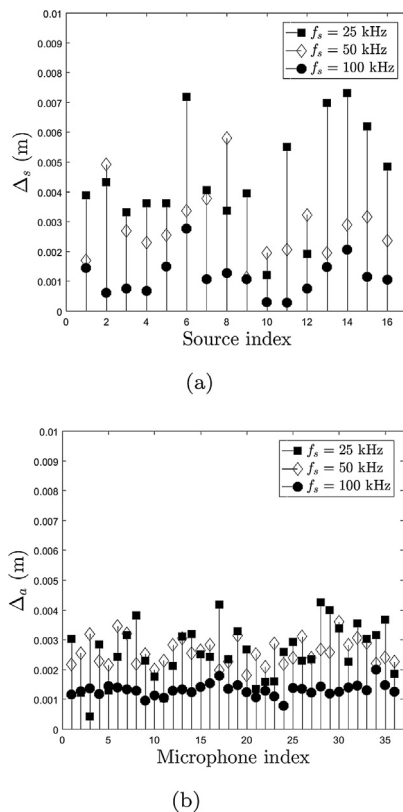 0.01
0.009
0.008
0.007
0.006
0.005
0.004
0.003
0.002
0.001
0
Δs (m)
fs = 25 kHz
fs = 50 kHz
fs = 100 kHz
0 2 4 6 8 10 12 14 16
Source index
(a)
0.01
0.009
0.008
0.007
0.006
0.005
0.004
0.003
0.002
0.001
0
Δa (m)
fs = 25 kHz
fs = 50 kHz
fs = 100 kHz
0 5 10 15 20 25 30 35
Microphone index
(b)